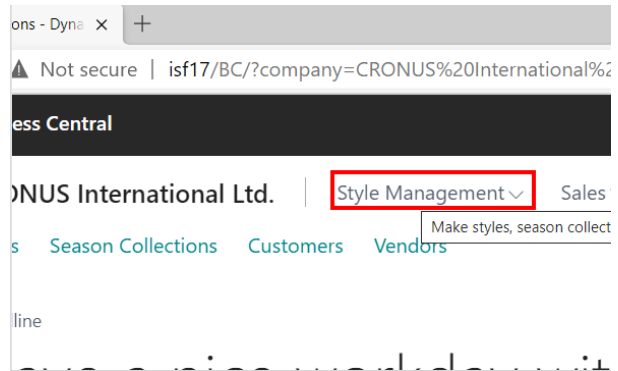 ons - Dyna
Not secure | isf17/BC/?company=CRONUS%20International%2
ess Central
ONUS International Ltd. Style Management Sales
Make styles, season collect
s Season Collections Customers Vendors
lline